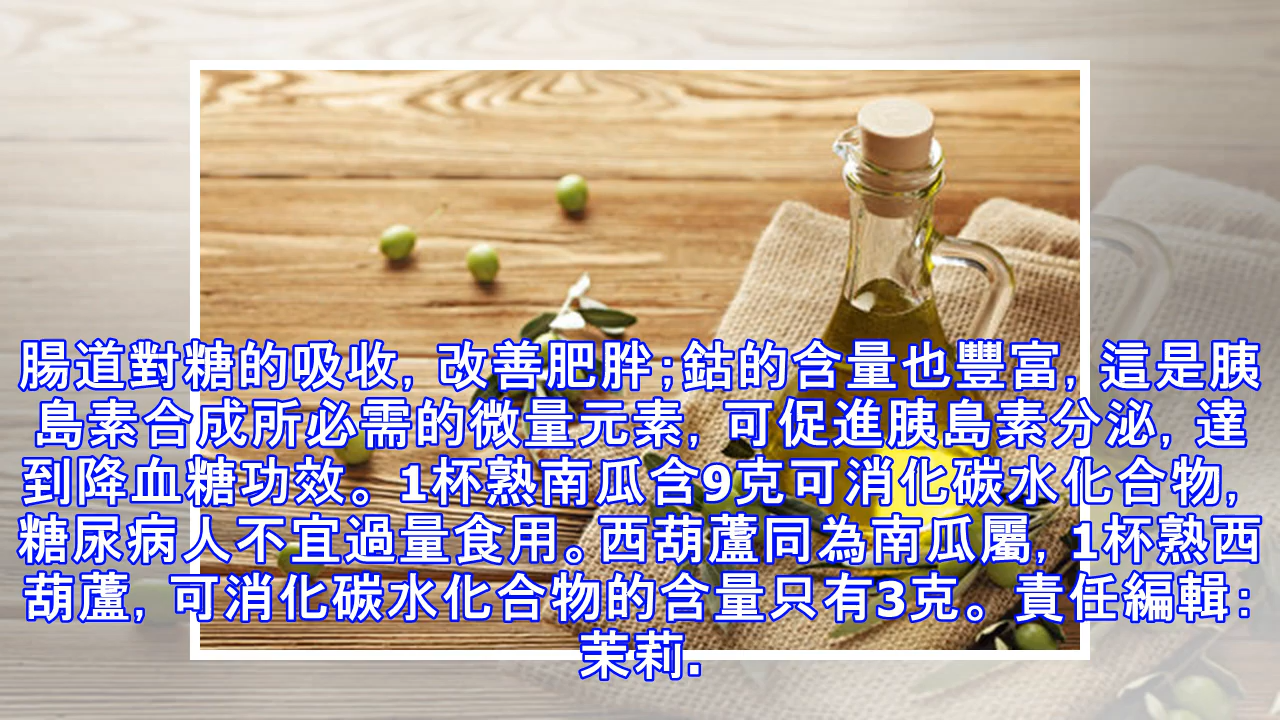 腸道對糖的吸收, 改善肥胖;鈷的含量也豐富, 這是胰
島素合成所必需的微量元素, 可促進胰島素分泌, 達
到降血糖功效。1杯熟南瓜含9克可消化碳水化合物,
糖尿病人不宜過量食用。西葫蘆同為南瓜屬, 1杯熟西
葫蘆, 可消化碳水化合物的含量只有3克。責任編輯:
茉莉.